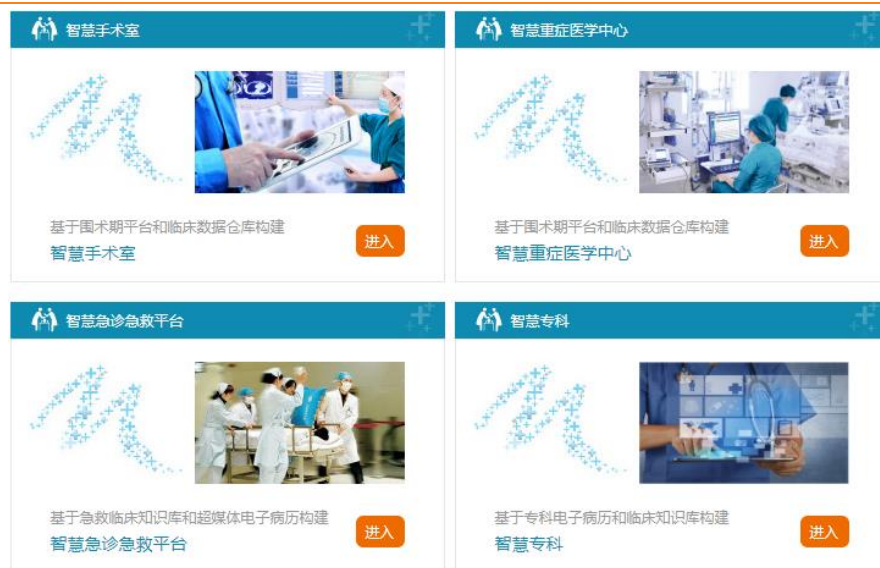 智慧手术室
智慧重症医学中心
基于围术期平台和临床数据仓库构建
智慧手术室
进入
基于围术期平台和临床数据仓库构建
智慧重症医学中心
进入
智慧急诊急救平台
智慧专科
基于急救临床知识库和超媒体电子病历构建
智慧急诊急救平台
进入
基于专科电子病历和临床知识库构建
智慧专科
进入